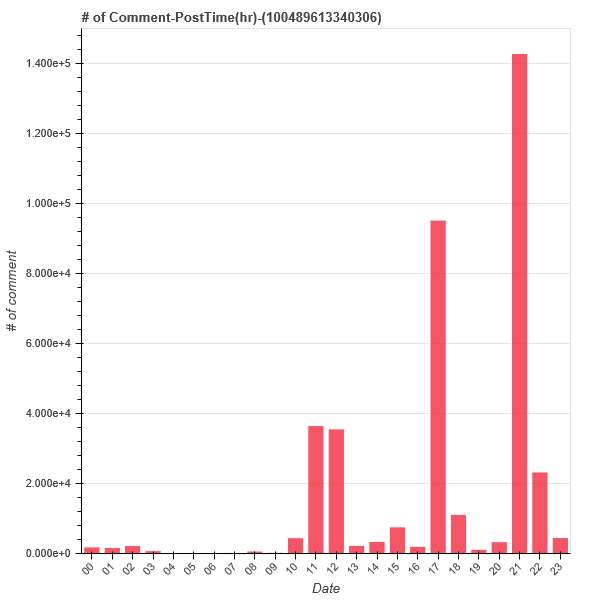 # of Comment-PostTime(hr)-(100489613340306)
1.400e+5
1.200e+5
1.000e+5
8.000e+4
6.000e+4
4.000e+4
2.000e+4
0.000e+0
# of comment
00 01 02 03 04 05 06 07 08 09 10 11 12 13 14 15 16 17 18 19 20 21 22 23
Date